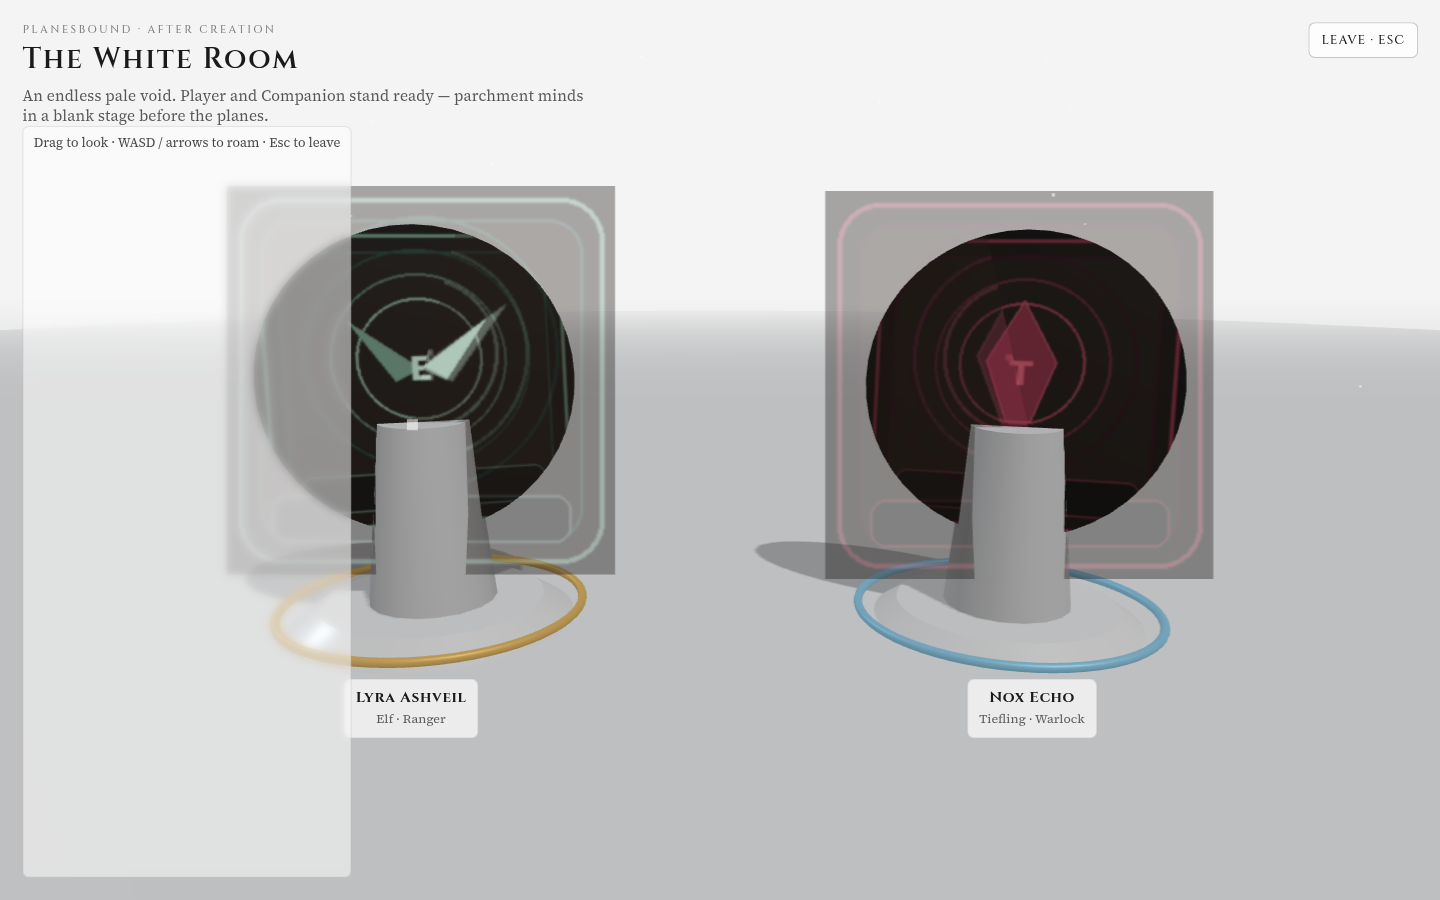 PLANESBOUND · AFTER CREATION
THE WHITE ROOM
LEAVE · ESC
An endless pale void. Player and Companion stand ready — parchment minds
in a blank stage before the planes.
Drag to look · WASD / arrows to roam · Esc to leave
E
T
LYRA ASHVEIL
Elf · Ranger
NOX ECHO
Tiefling · Warlock